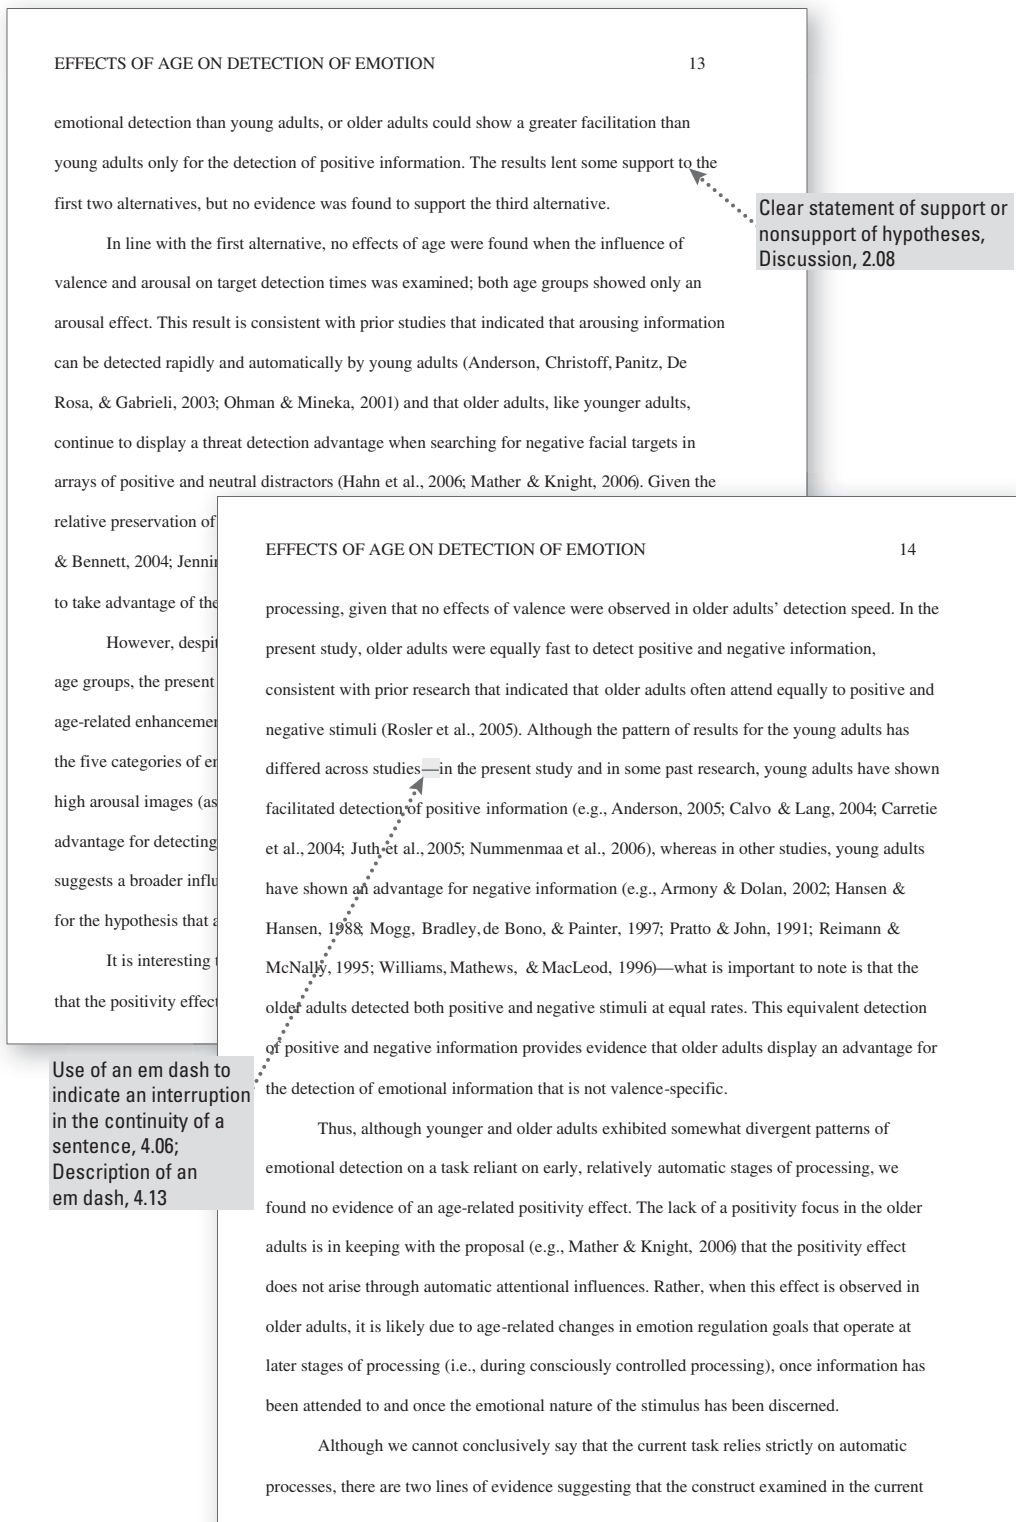 EFFECTS OF AGE ON DETECTION OF EMOTION 13
emotional detection than young adults, or older adults could show a greater facilitation than
young adults only for the detection of positive information. The results lent some support to the
first two alternatives, but no evidence was found to support the third alternative.
In line with the first alternative, no effects of age were found when the influence of
valence and arousal on target detection times was examined; both age groups showed only an
arousal effect. This result is consistent with prior studies that indicated that arousing information
can be detected rapidly and automatically by young adults (Anderson, Christoff, Panitz, De
Rosa, & Gabrieli, 2003; Ohman & Mineka, 2001) and that older adults, like younger adults,
continue to display a threat detection advantage when searching for negative facial targets in
arrays of positive and neutral distractors (Hahn et al., 2006; Mather & Knight, 2006). Given the
relative preservation of
& Bennett, 2004; Jennin
to take advantage of the
However, despit
age groups, the present
age-related enhancemen
the five categories of em
high arousal images (as
advantage for detecting
suggests a broader influ
for the hypothesis that a
It is interesting t
that the positivity effect
Clear statement of support or
nonsupport of hypotheses,
Discussion, 2.08
EFFECTS OF AGE ON DETECTION OF EMOTION 14
processing, given that no effects of valence were observed in older adults’ detection speed. In the
present study, older adults were equally fast to detect positive and negative information,
consistent with prior research that indicated that older adults often attend equally to positive and
negative stimuli (Rosler et al., 2005). Although the pattern of results for the young adults has
differed across studies—in the present study and in some past research, young adults have shown
facilitated detection of positive information (e.g., Anderson, 2005; Calvo & Lang, 2004; Carretie
et al., 2004; Juth et al., 2005; Nummenmaa et al., 2006), whereas in other studies, young adults
have shown an advantage for negative information (e.g., Armony & Dolan, 2002; Hansen &
Hansen, 1988; Mogg, Bradley, de Bono, & Painter, 1997; Pratto & John, 1991; Reimann &
McNally, 1995; Williams, Mathews, & MacLeod, 1996)—what is important to note is that the
older adults detected both positive and negative stimuli at equal rates. This equivalent detection
of positive and negative information provides evidence that older adults display an advantage for
the detection of emotional information that is not valence-specific.
Thus, although younger and older adults exhibited somewhat divergent patterns of
emotional detection on a task reliant on early, relatively automatic stages of processing, we
found no evidence of an age-related positivity effect. The lack of a positivity focus in the older
adults is in keeping with the proposal (e.g., Mather & Knight, 2006) that the positivity effect
does not arise through automatic attentional influences. Rather, when this effect is observed in
older adults, it is likely due to age-related changes in emotion regulation goals that operate at
later stages of processing (i.e., during consciously controlled processing), once information has
been attended to and once the emotional nature of the stimulus has been discerned.
Although we cannot conclusively say that the current task relies strictly on automatic
processes, there are two lines of evidence suggesting that the construct examined in the current
Use of an em dash to
indicate an interruption
in the continuity of a
sentence, 4.06;
Description of an
em dash, 4.13